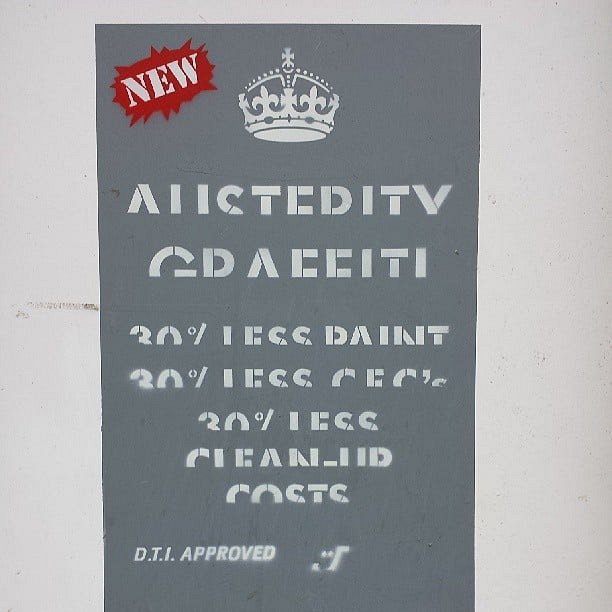 NEW
AUSTERITY
GRAFFITI
30% LESS PAINT
30% LESS CFC's
30% LESS
CLEAN-UP
COSTS
D.T.I. APPROVED